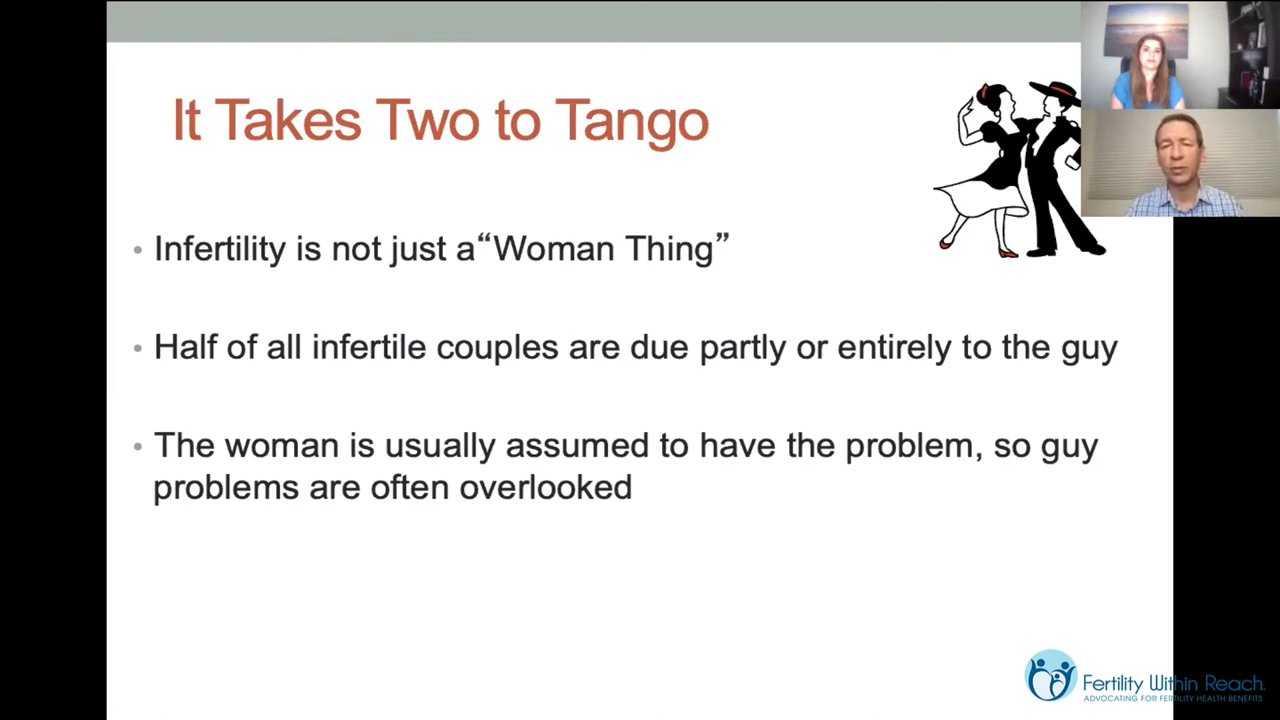 It Takes Two to Tango
• Infertility is not just a“Woman Thing”
• Half of all infertile couples are due partly or entirely to the guy
• The woman is usually assumed to have the problem, so guy
problems are often overlooked
Fertility Within Reach®
ADVOCATING FOR FERTILITY HEALTH BENEFITS